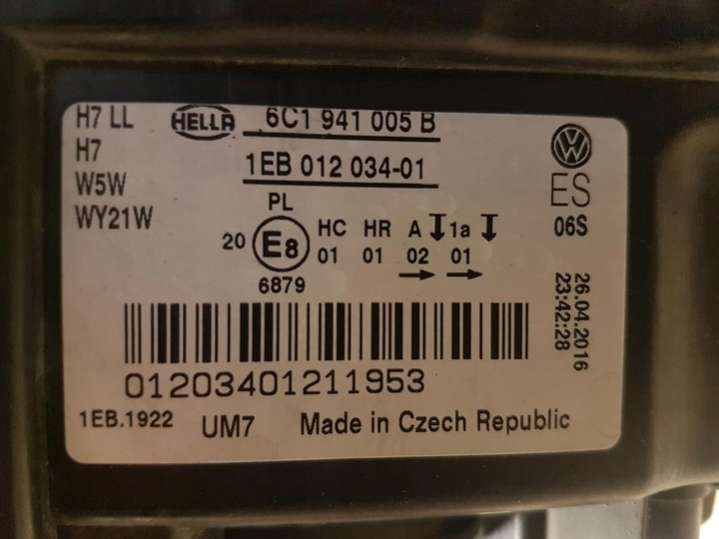 H7 LL
H7
W5W
WY21W
HELLA
6C1 941 005 B
1EB 012 034-01
PL
20 E8
6879
HC HR A 1a
01 01 02 01
VW
ES
06S
26.04.2016
23:42:28
01203401211953
1EB.1922 UM7 Made in Czech Republic